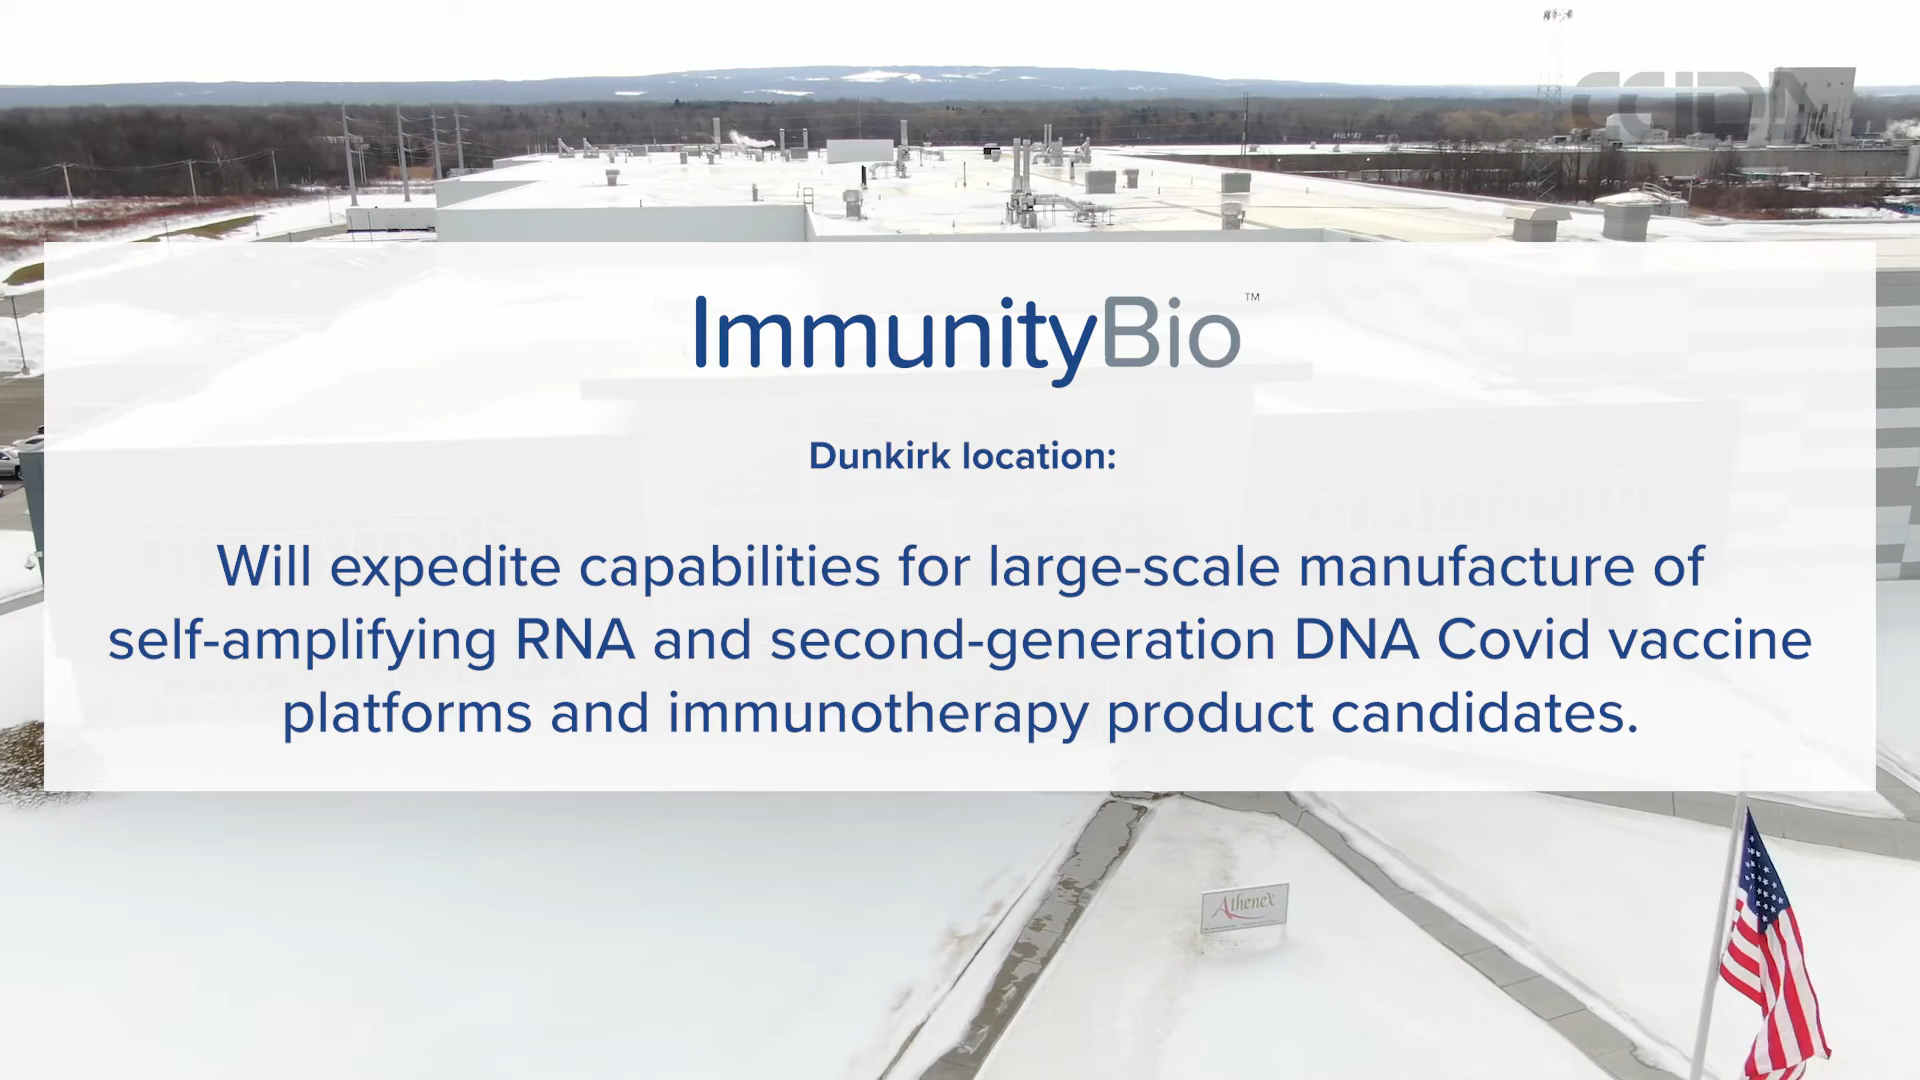 CCIDA
ImmunityBio™
Dunkirk location:
Will expedite capabilities for large-scale manufacture of
self-amplifying RNA and second-generation DNA Covid vaccine
platforms and immunotherapy product candidates.
Athenex